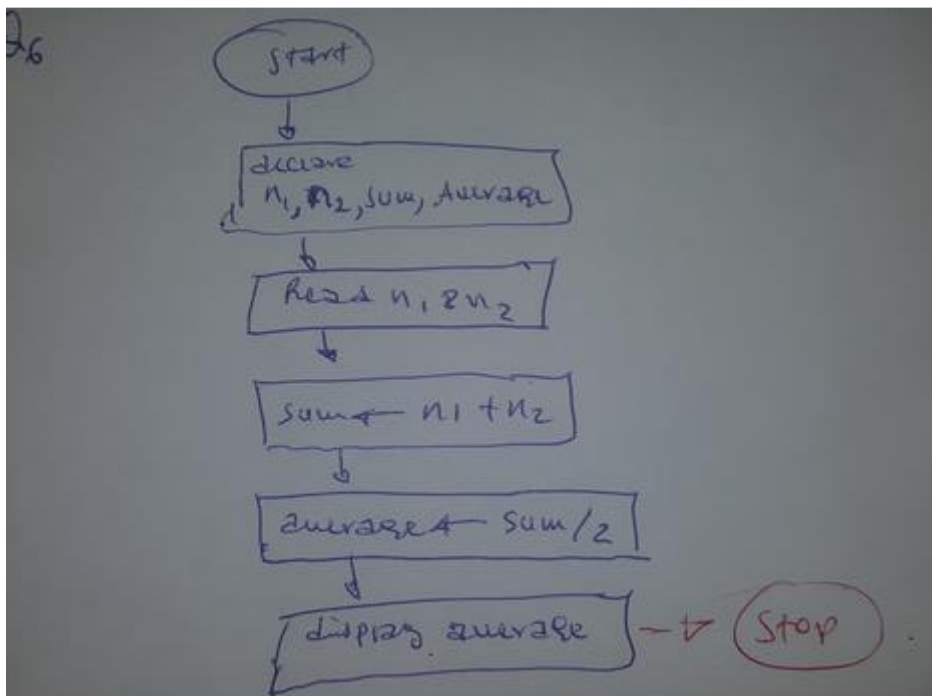 Q6
Start
declare
n1, n2, sum, Average
Read n1 & n2
sum ← n1 + n2
average ← sum/2
display average → Stop